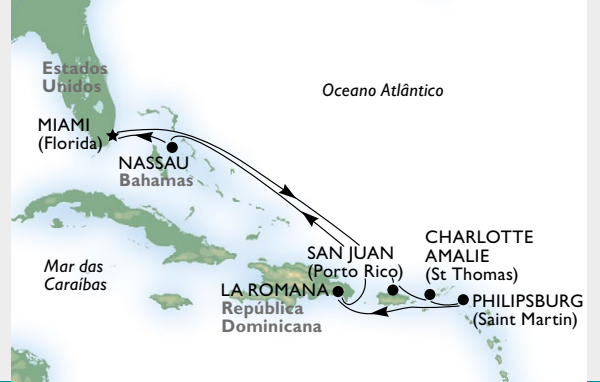 Estados
Unidos
Oceano Atlântico
MIAMI
(Florida)
NASSAU
Bahamas
CHARLOTTE
AMALIE
(St Thomas)
SAN JUAN
(Porto Rico)
Mar das
Caraíbas
LA ROMANA
República
Dominicana
PHILIPSBURG
(Saint Martin)